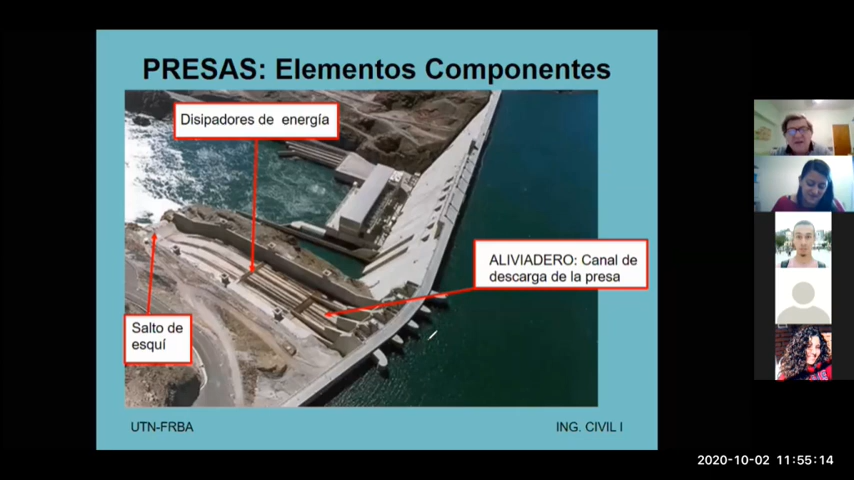 PRESAS: Elementos Componentes
Disipadores de energía
ALIVIADERO: Canal de
descarga de la presa
Salto de
esquí
UTN-FRBA
ING. CIVIL I
2020-10-02 11:55:14